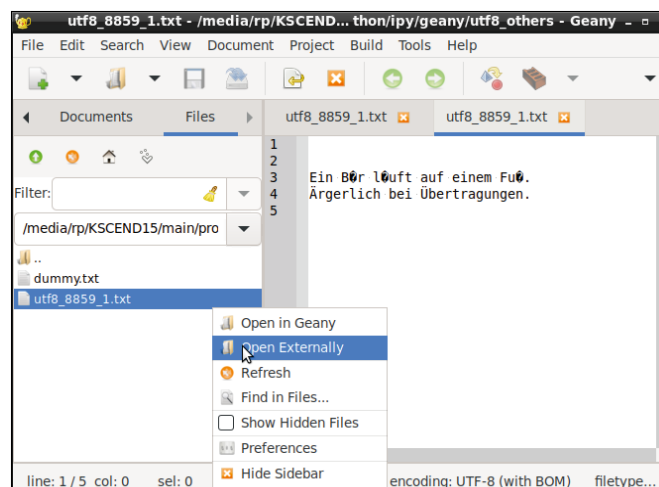 utf8_8859_1.txt - /media/rp/KSCEND... thon/ipy/geany/utf8_others - Geany
File Edit Search View Document Project Build Tools Help
Documents Files
utf8_8859_1.txt utf8_8859_1.txt
Filter:
/media/rp/KSCEND15/main/pro
..
dummy.txt
utf8_8859_1.txt
1
2
3 Ein B�r l�uft auf einem Fu�.
4 Ärgerlich bei Übertragungen.
5
Open in Geany
Open Externally
Refresh
Find in Files...
Show Hidden Files
Preferences
Hide Sidebar
line: 1 / 5 col: 0 sel: 0 encoding: UTF-8 (with BOM) filetype...